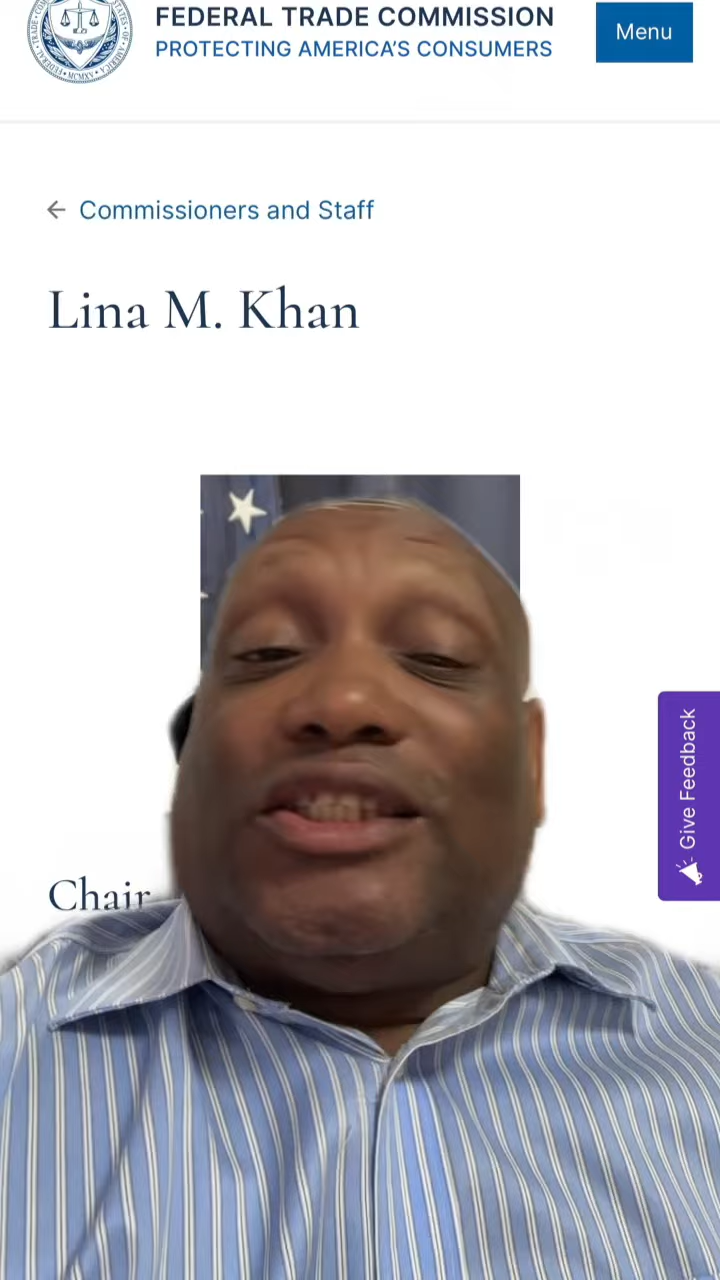 FEDERAL TRADE COMMISSION
PROTECTING AMERICA'S CONSUMERS
Menu
← Commissioners and Staff
Lina M. Khan
Give Feedback
Chair